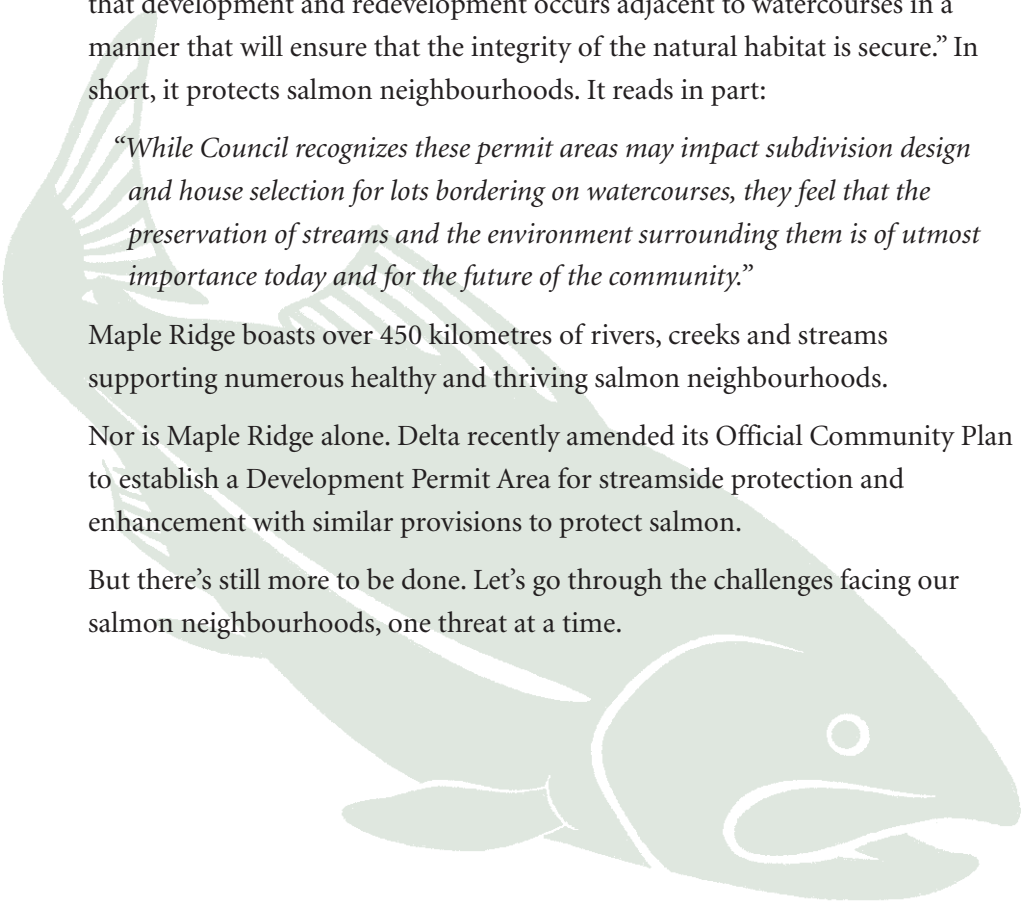 that development and redevelopment occurs adjacent to watercourses in a
manner that will ensure that the integrity of the natural habitat is secure.” In
short, it protects salmon neighbourhoods. It reads in part:
“While Council recognizes these permit areas may impact subdivision design
and house selection for lots bordering on watercourses, they feel that the
preservation of streams and the environment surrounding them is of utmost
importance today and for the future of the community.”
Maple Ridge boasts over 450 kilometres of rivers, creeks and streams
supporting numerous healthy and thriving salmon neighbourhoods.
Nor is Maple Ridge alone. Delta recently amended its Official Community Plan
to establish a Development Permit Area for streamside protection and
enhancement with similar provisions to protect salmon.
But there’s still more to be done. Let’s go through the challenges facing our
salmon neighbourhoods, one threat at a time.